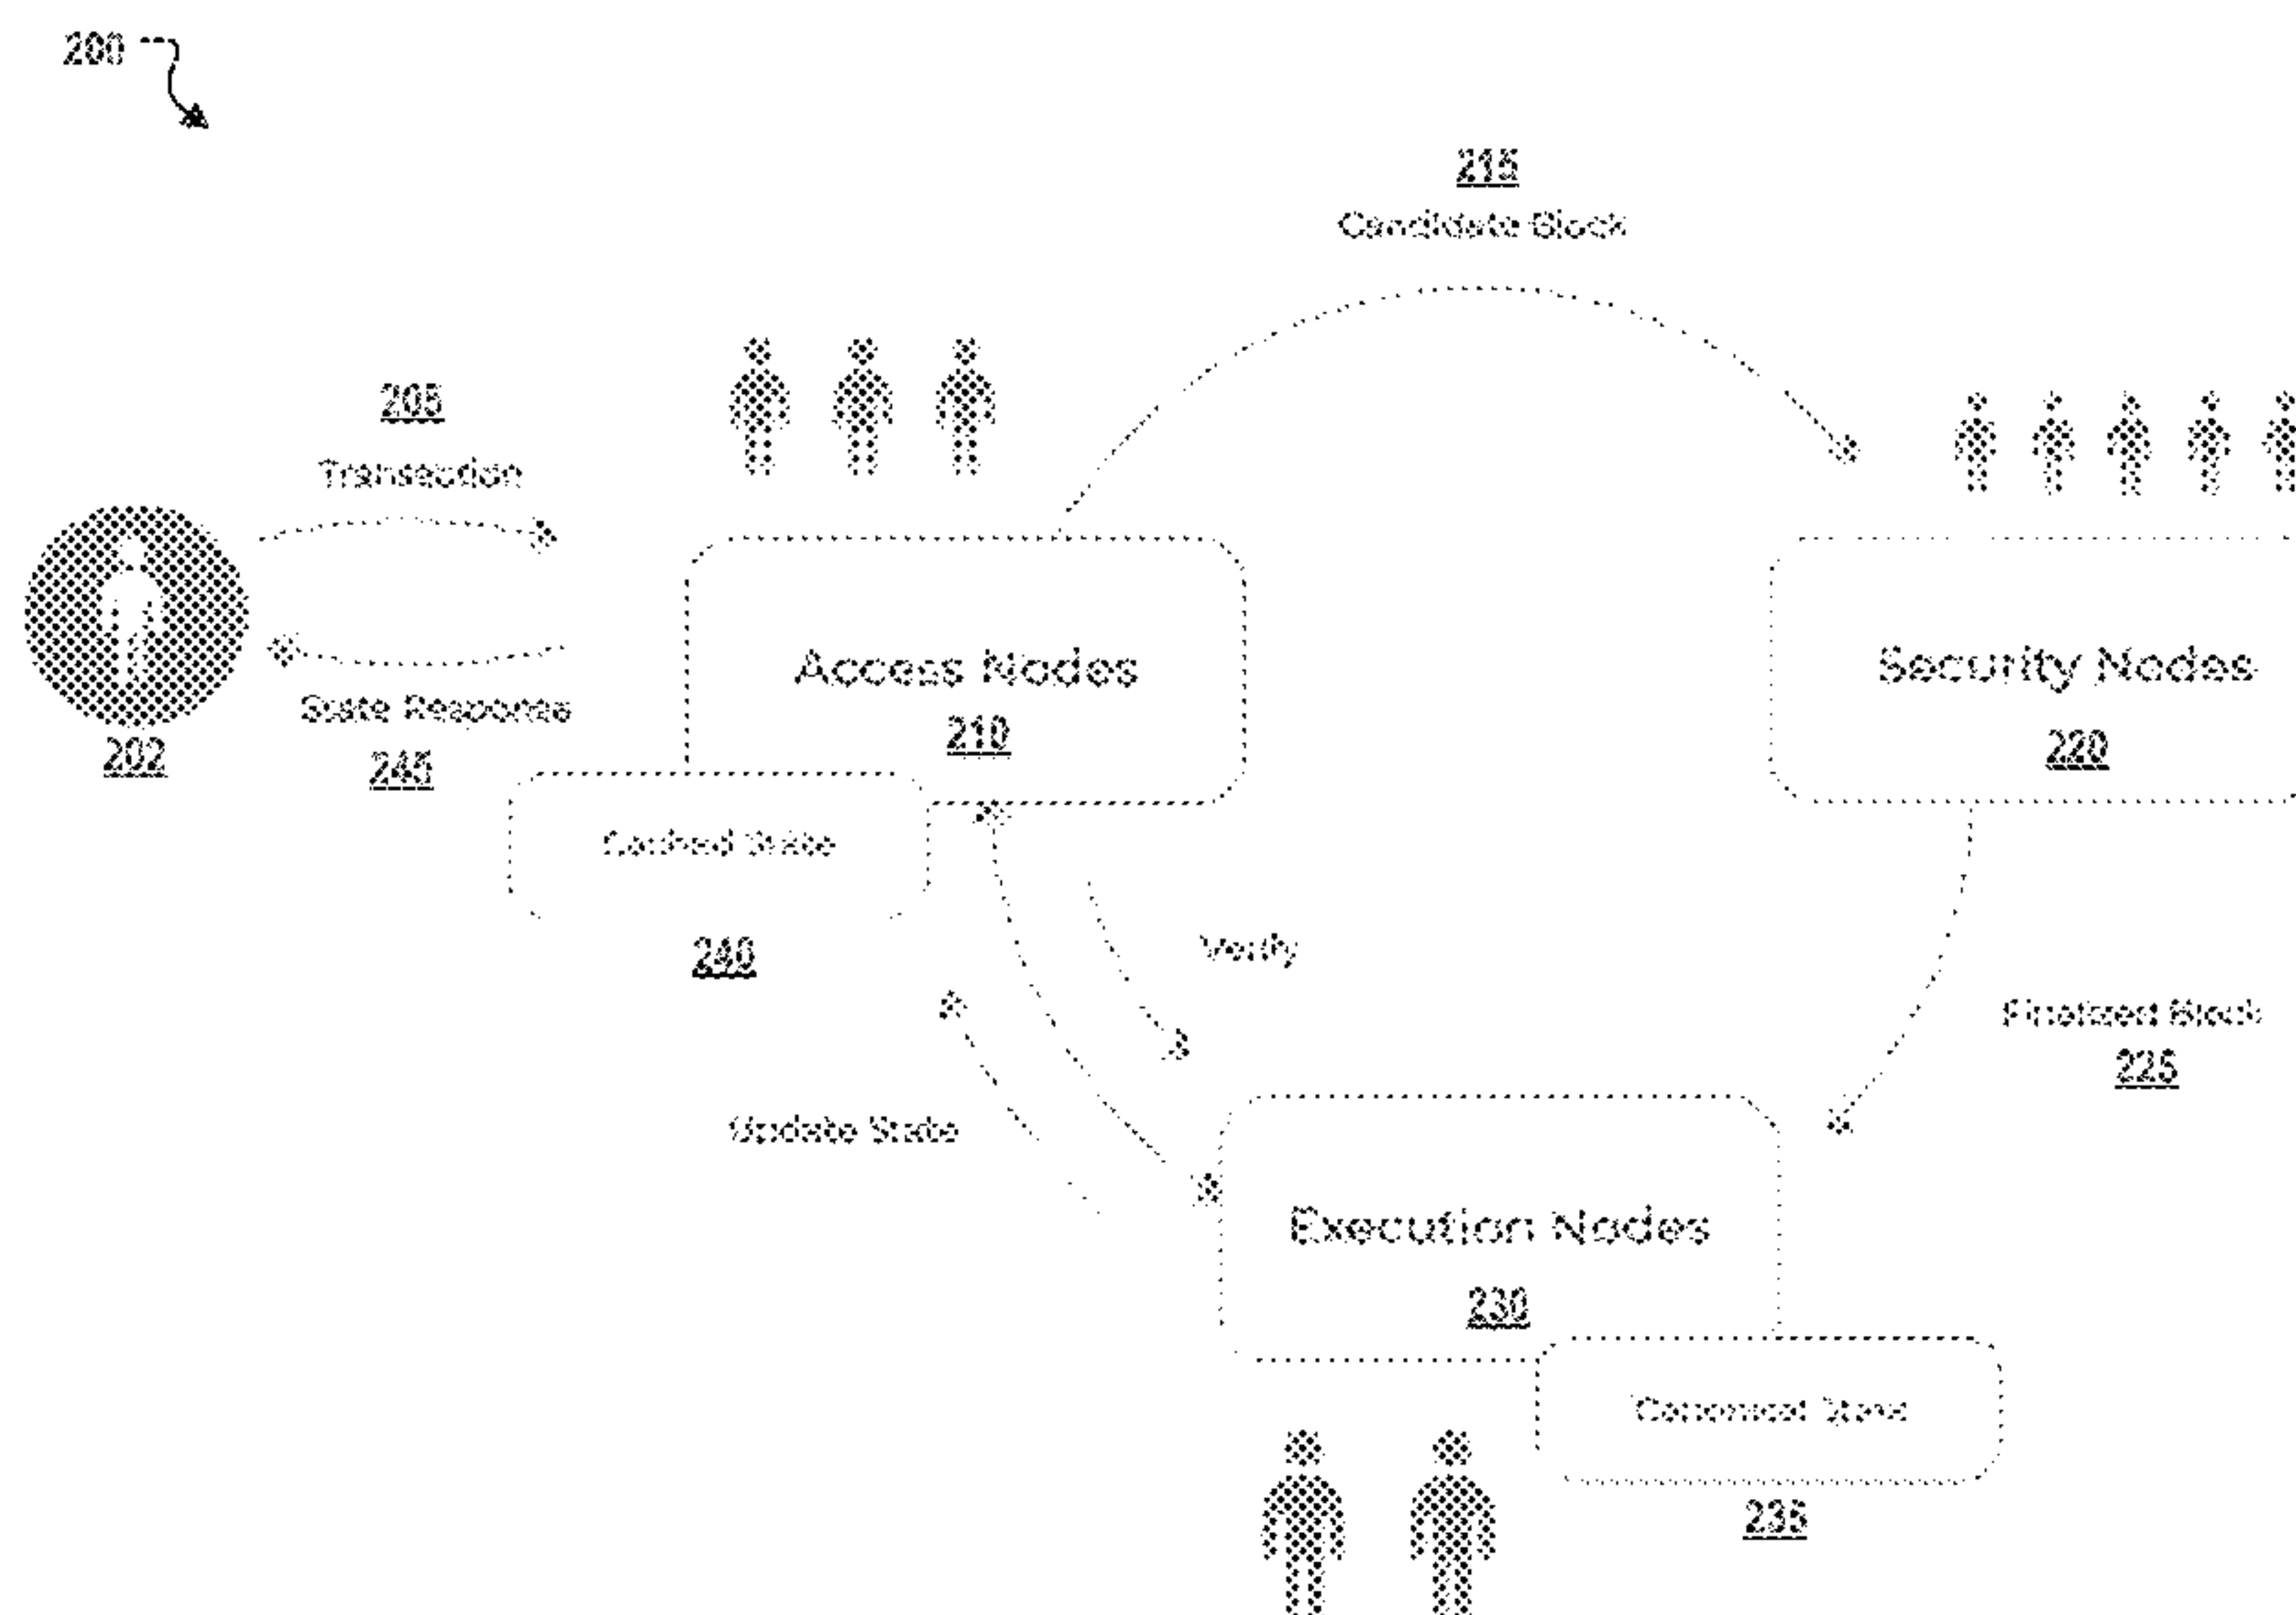 200
215
Candidate Block
205
Transaction
Access Nodes
210
Security Nodes
220
202
State Response
245
Cached State
240
Verify
Finalized Block
225
Update State
Execution Nodes
230
Canonical State
235